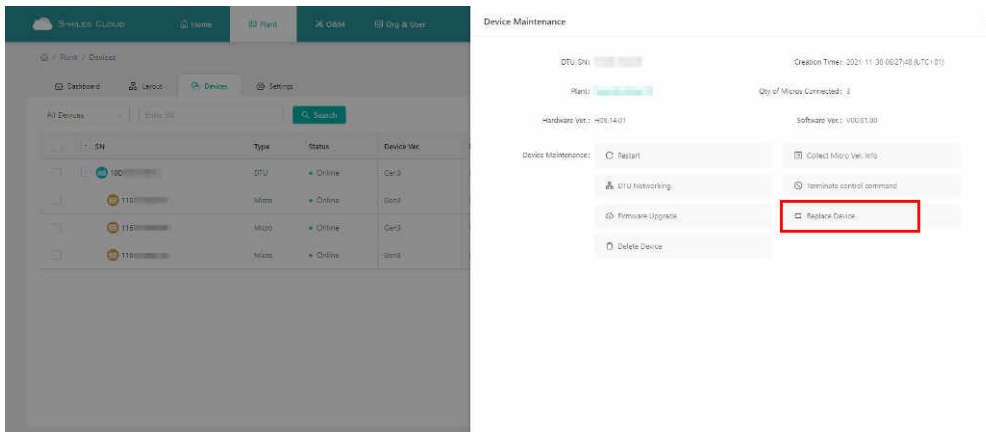 S-MILES CLOUD
Home
Plant
O&M
Org & User
/ Plant / Devices
Dashboard
Layout
Devices
Settings
All Devices
Enter SN
Search
SN
Type
Status
Device Ver.
DTU
Online
Gen3
Micro
Online
Gen3
116
Micro
Online
Gen3
Micro
Online
Gen3
Device Maintenance
DTU SN:
Creation Time: 2021-11-30 06:27:48 (UTC+01)
Plant:
Qty of Micros Connected: 3
Hardware Ver.: H08.14.01
Software Ver.: V00.01.00
Device Maintenance:
Restart
Collect Micro Ver. Info
DTU Networking
Terminate control command
Firmware Upgrade
Replace Device
Delete Device